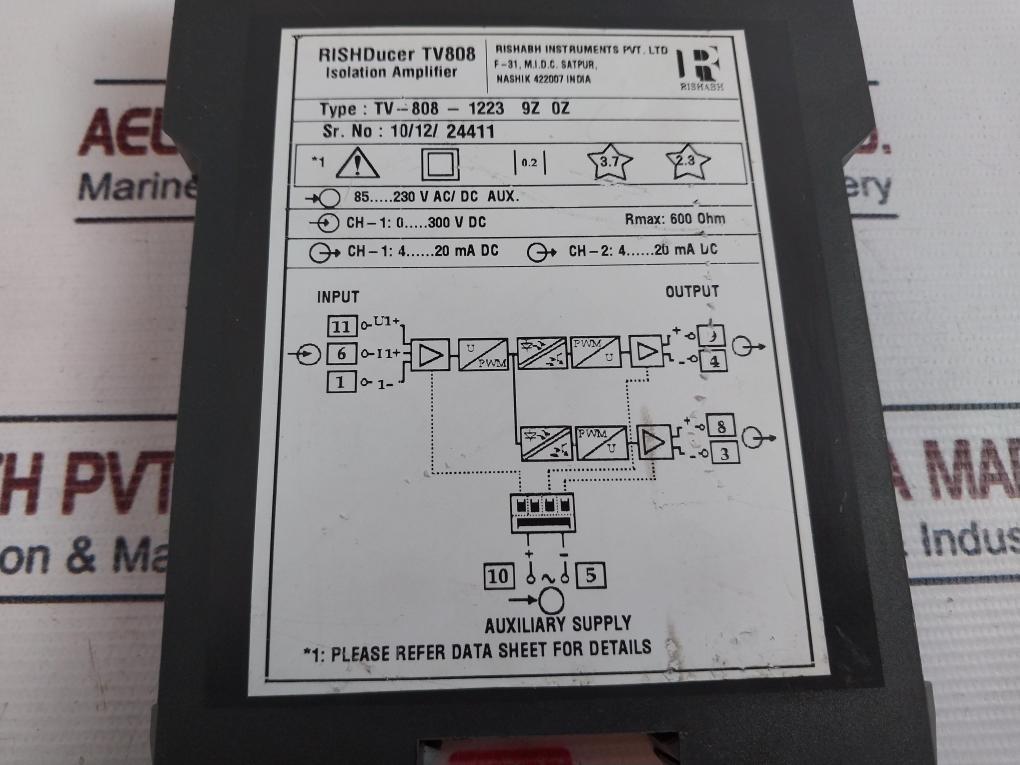 RISHDucer TV808
Isolation Amplifier
RISHABH INSTRUMENTS PVT. LTD
F-31, M.I.D.C. SATPUR,
NASHIK 422007 INDIA
RISHABH
Type : TV-808 - 1223 9Z 0Z
Sr. No : 10/12/ 24411
*1 0.2 3.7 2.3
85.....230 V AC/ DC AUX.
CH-1: 0.....300 V DC Rmax: 600 Ohm
CH-1: 4......20 mA DC CH-2: 4......20 mA DC
INPUT OUTPUT
11 U1+
6 I1+
1 1-
U PWM
PWM U
+ 9
- 4
PWM U
+ 8
- 3
+ -
10 ~ 5
AUXILIARY SUPPLY
*1: PLEASE REFER DATA SHEET FOR DETAILS
Marine
H PVT
on & Ma
A MA
Indus